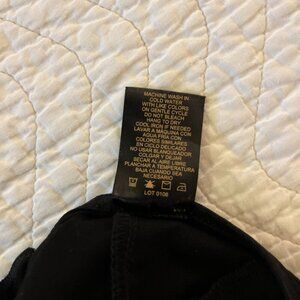 MACHINE WASH IN
COLD WATER
WITH LIKE COLORS
ON GENTLE CYCLE
DO NOT BLEACH
HANG TO DRY
COOL IRON IF NEEDED
LAVAR A MAQUINA CON
AGUA FRIA CON
COLORES SIMILARES
EN CICLO DELICADO
NO USAR BLANQUEADOR
COLGAR Y DEJAR
SECAR AL AIRE LIBRE
PLANCHAR A TEMPERATURA
BAJA CUANDO SEA
NECESARIO
LOT 0108